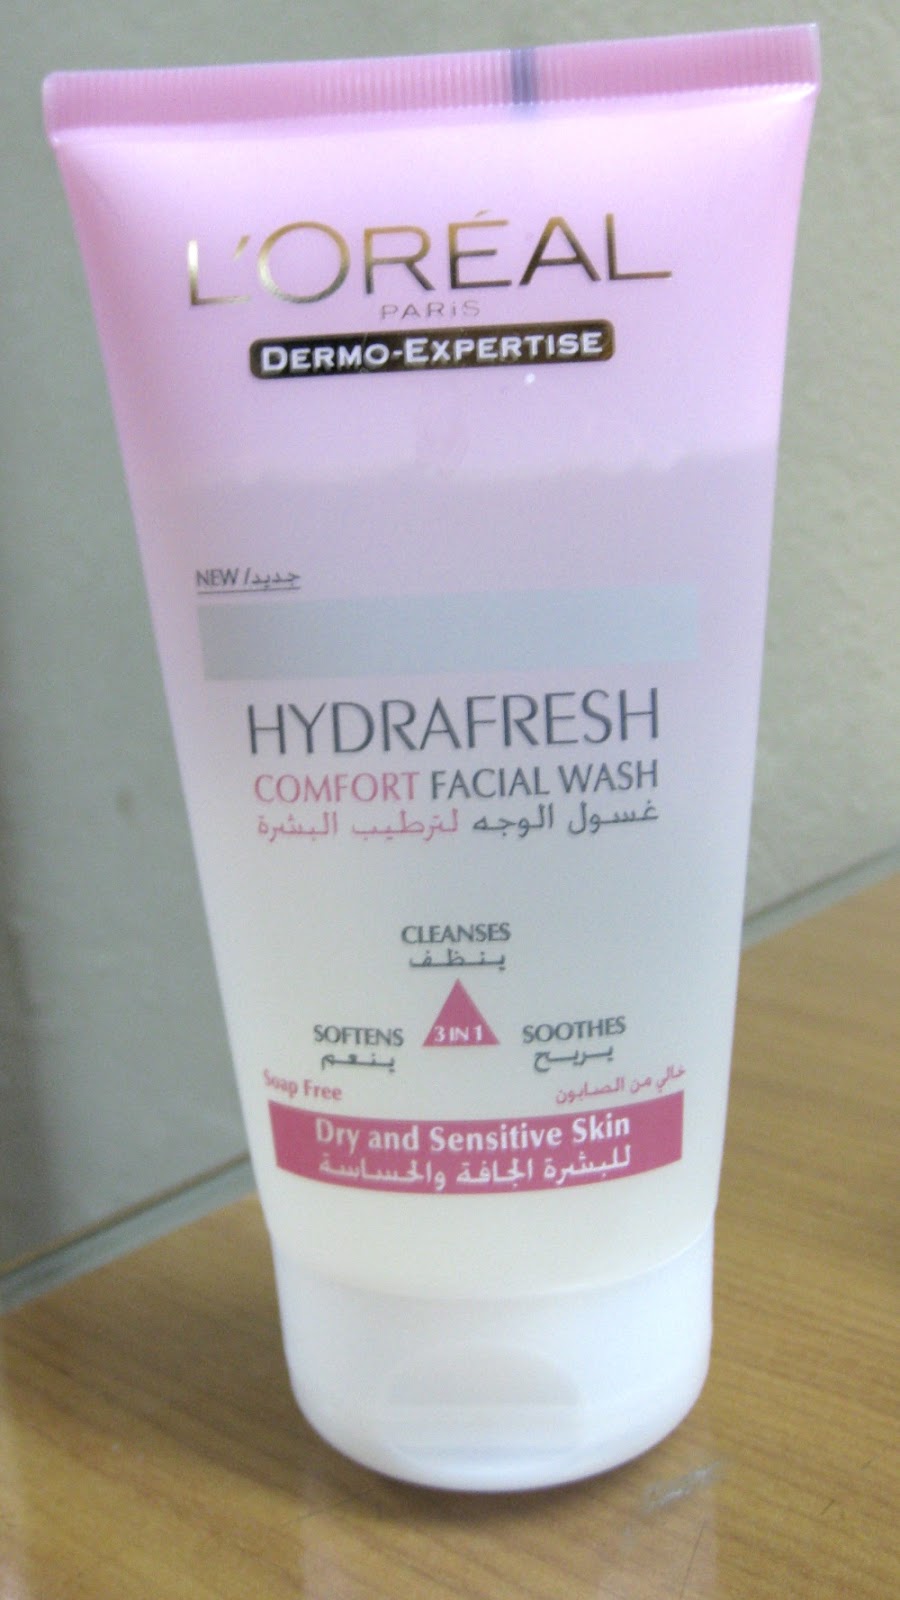 L'ORÉAL
PARiS
DERMO-EXPERTISE
NEW / جديد
HYDRAFRESH
COMFORT FACIAL WASH
غسول الوجه لترطيب البشرة
CLEANSES
ينظف
3 IN 1
SOFTENS
ينعم
SOOTHES
يريح
Soap Free
خالي من الصابون
Dry and Sensitive Skin
للبشرة الجافة والحساسة